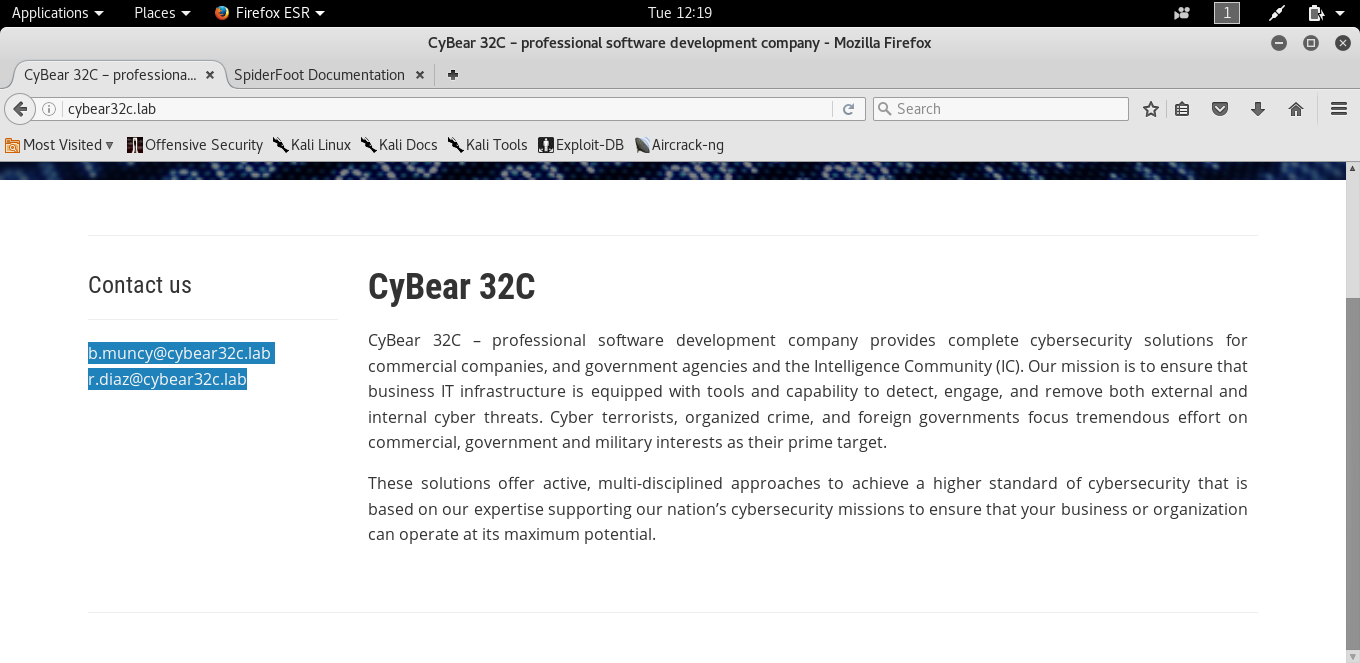 Applications Places Firefox ESR Tue 12:19 1
CyBear 32C – professional software development company - Mozilla Firefox
CyBear 32C – professiona... SpiderFoot Documentation
cybear32c.lab Search
Most Visited Offensive Security Kali Linux Kali Docs Kali Tools Exploit-DB Aircrack-ng
Contact us
b.muncy@cybear32c.lab
r.diaz@cybear32c.lab
CyBear 32C
CyBear 32C – professional software development company provides complete cybersecurity solutions for
commercial companies, and government agencies and the Intelligence Community (IC). Our mission is to ensure that
business IT infrastructure is equipped with tools and capability to detect, engage, and remove both external and
internal cyber threats. Cyber terrorists, organized crime, and foreign governments focus tremendous effort on
commercial, government and military interests as their prime target.
These solutions offer active, multi-disciplined approaches to achieve a higher standard of cybersecurity that is
based on our expertise supporting our nation’s cybersecurity missions to ensure that your business or organization
can operate at its maximum potential.